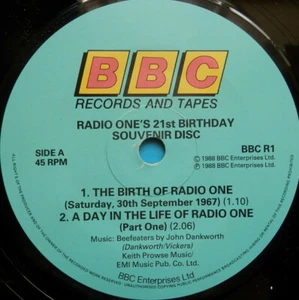 BBC
RECORDS AND TAPES
RADIO ONE'S 21st BIRTHDAY
SOUVENIR DISC
SIDE A
45 RPM
BBC R1
℗ 1988 BBC Enterprises Ltd.
© 1988 BBC Enterprises Ltd.
1. THE BIRTH OF RADIO ONE
(Saturday, 30th September 1967) (1.10)
2. A DAY IN THE LIFE OF RADIO ONE
(Part One) (2.06)
Music: Beefeaters by John Dankworth
(Dankworth/Vickers)
Keith Prowse Music/
EMI Music Pub. Co. Ltd.
BBC Enterprises Ltd